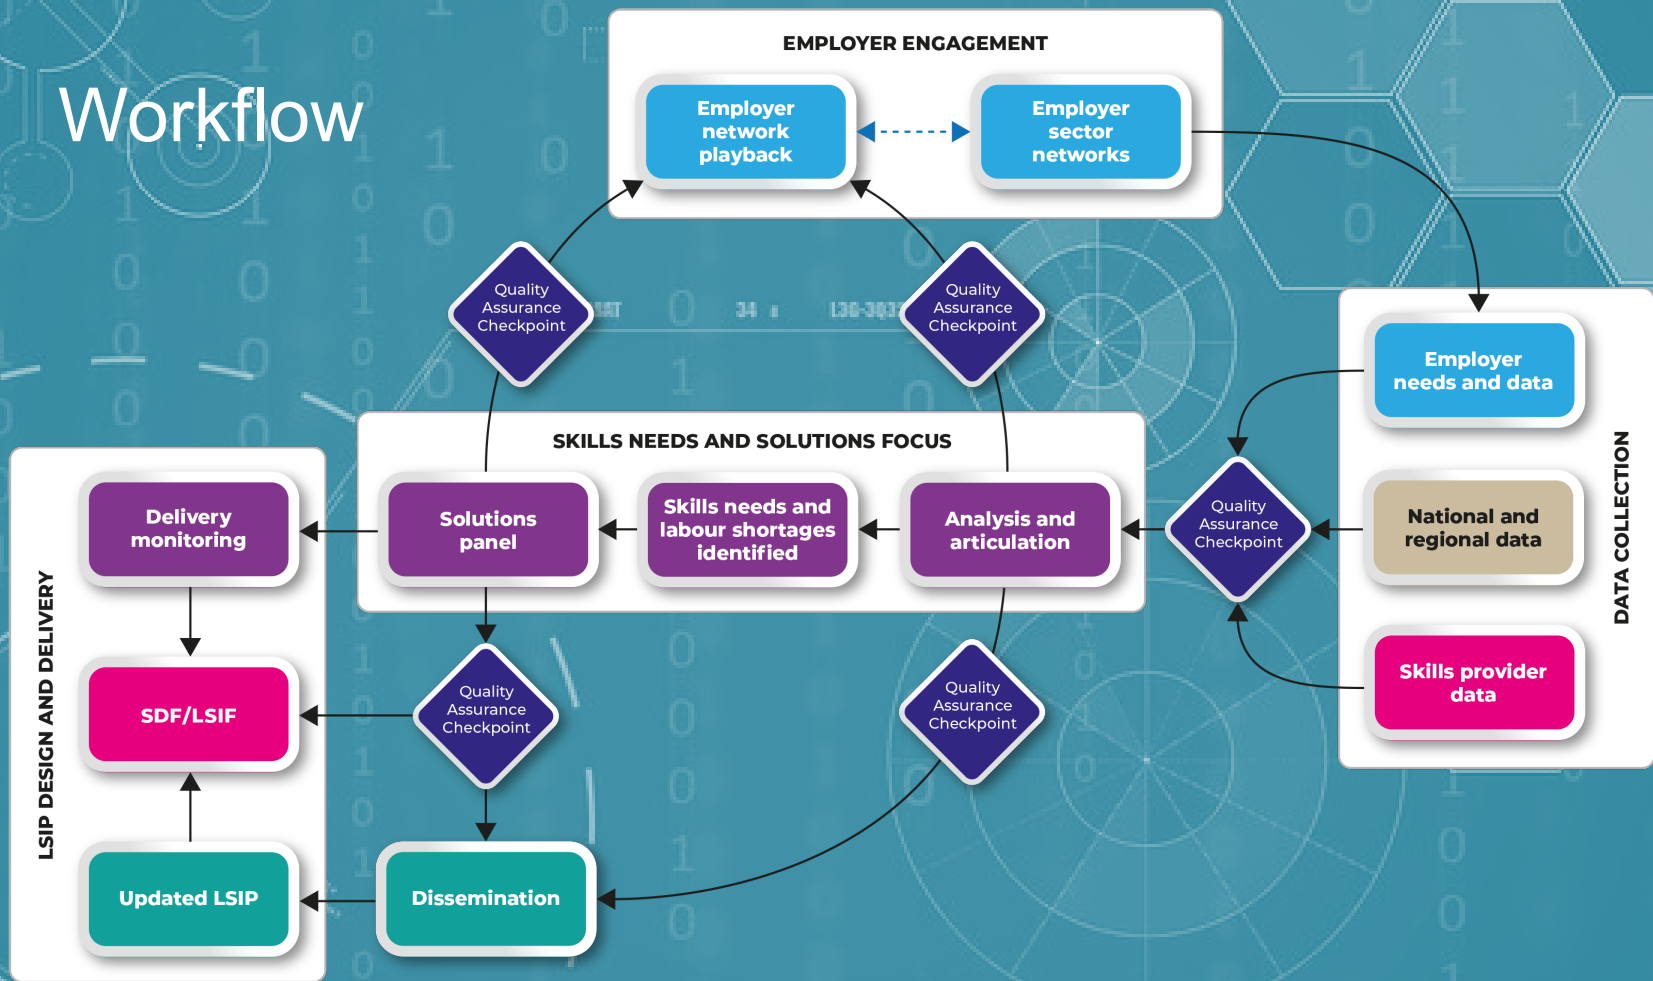 Workflow
EMPLOYER ENGAGEMENT
Employer
network
playback
Employer
sector
networks
Quality
Assurance
Checkpoint
34
Quality
Assurance
Checkpoint
DATA COLLECTION
Employer
needs and data
National and
regional data
Skills provider
data
Quality
Assurance
Checkpoint
SKILLS NEEDS AND SOLUTIONS FOCUS
Solutions
panel
Skills needs and
labour shortages
identified
Analysis and
articulation
LSIP DESIGN AND DELIVERY
Delivery
monitoring
SDF/LSIF
Updated LSIP
Quality
Assurance
Checkpoint
Quality
Assurance
Checkpoint
Dissemination